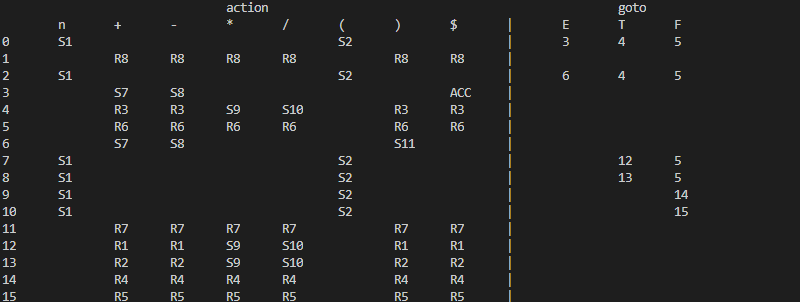 action goto
n + - * / ( ) $ | E T F
0 S1 S2 | 3 4 5
1 R8 R8 R8 R8 R8 R8 |
2 S1 S2 | 6 4 5
3 S7 S8 ACC |
4 R3 R3 S9 S10 R3 R3 |
5 R6 R6 R6 R6 R6 R6 |
6 S7 S8 S11 |
7 S1 S2 | 12 5
8 S1 S2 | 13 5
9 S1 S2 | 14
10 S1 S2 | 15
11 R7 R7 R7 R7 R7 R7 |
12 R1 R1 S9 S10 R1 R1 |
13 R2 R2 S9 S10 R2 R2 |
14 R4 R4 R4 R4 R4 R4 |
15 R5 R5 R5 R5 R5 R5 |